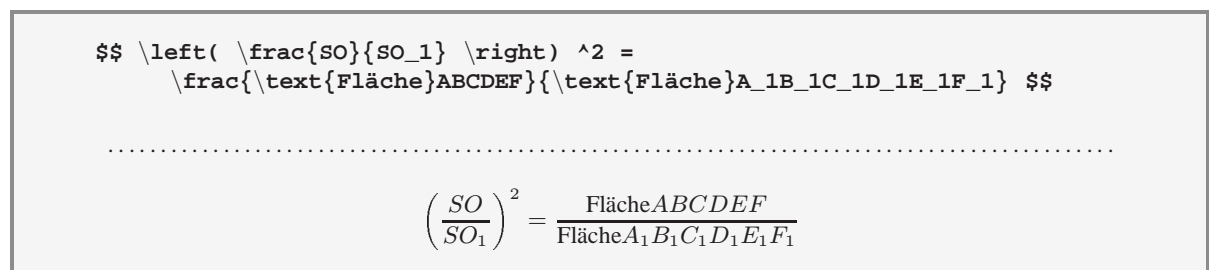 $$ \left( \frac{SO}{SO_1} \right) ^2 =
\frac{\text{Fläche}ABCDEF}{\text{Fläche}A_1B_1C_1D_1E_1F_1} $$
(SO/SO₁)² = FlächeABCDEF/FlächeA₁B₁C₁D₁E₁F₁